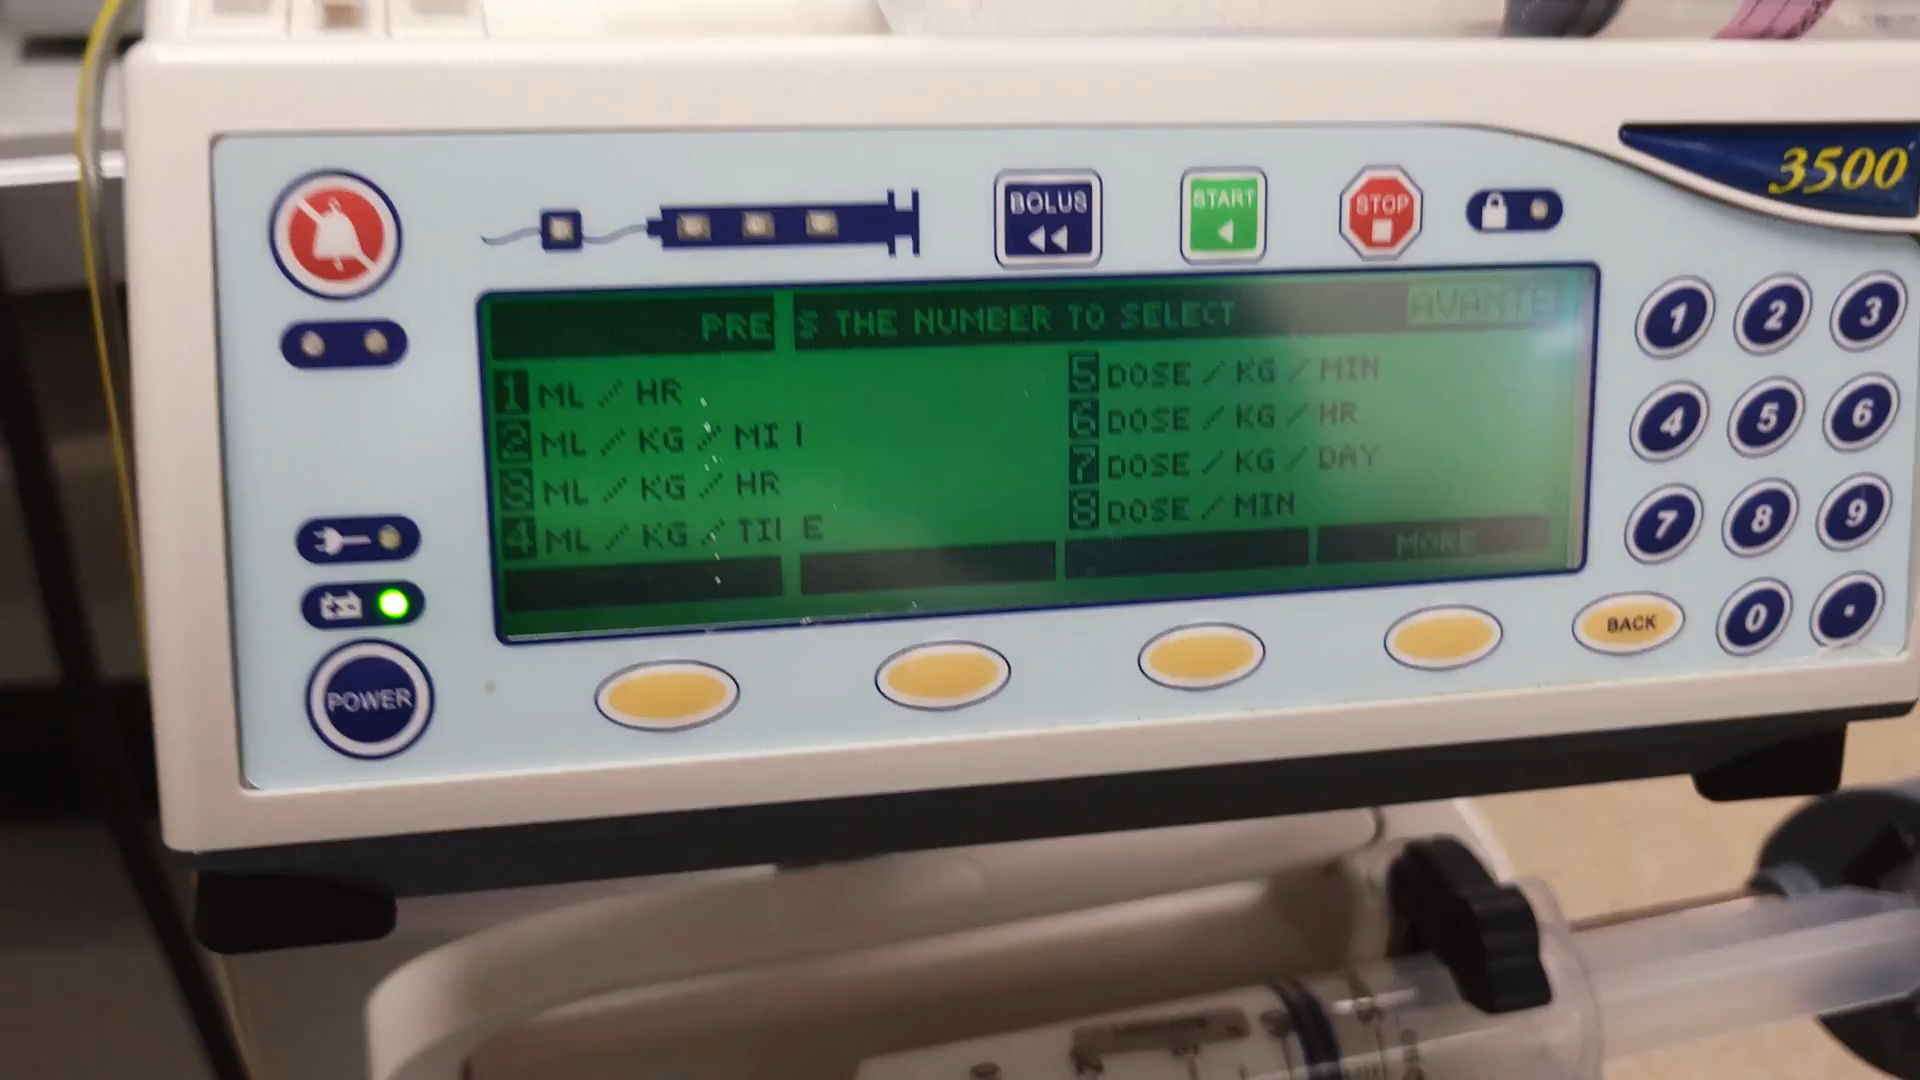 3500
BOLUS
START
STOP
PRE S THE NUMBER TO SELECT
AVANTE
1 ML / HR
2 ML / KG / MI
3 ML / KG / HR
4 ML / KG / TI E
5 DOSE / KG / MIN
6 DOSE / KG / HR
7 DOSE / KG / DAY
8 DOSE / MIN
MORE
1 2 3
4 5 6
7 8 9
0 .
BACK
POWER